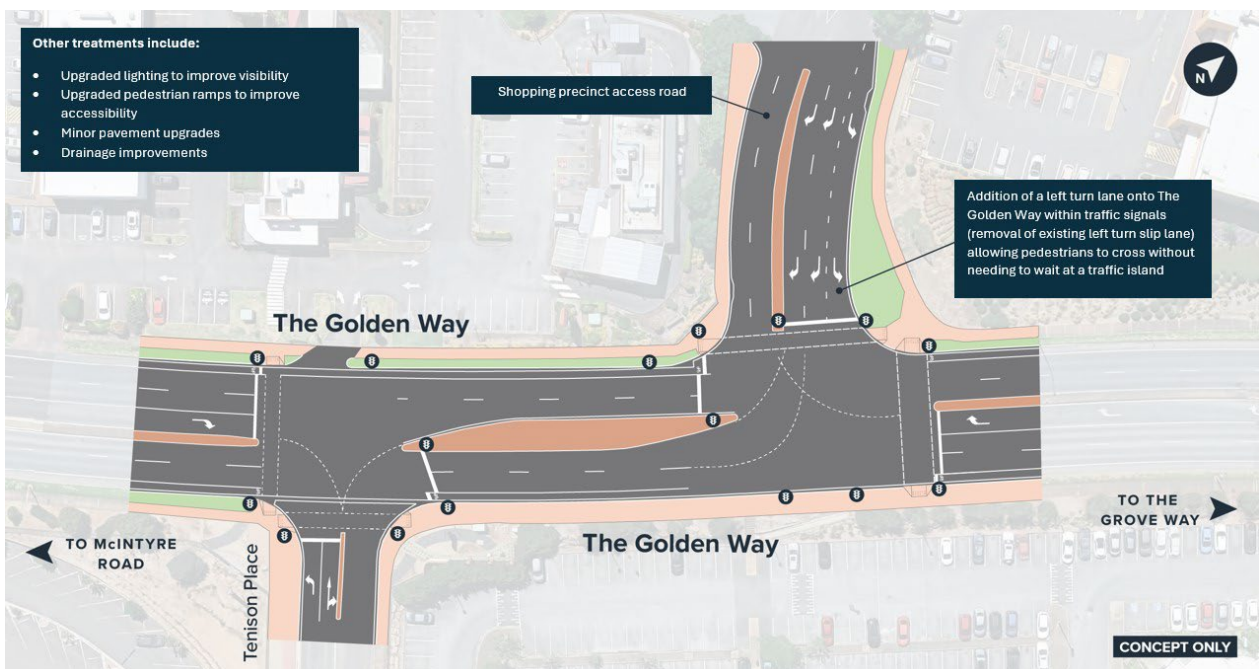 Other treatments include:
• Upgraded lighting to improve visibility
• Upgraded pedestrian ramps to improve
accessibility
• Minor pavement upgrades
• Drainage improvements
Shopping precinct access road
N
Addition of a left turn lane onto The
Golden Way within traffic signals
(removal of existing left turn slip lane)
allowing pedestrians to cross without
needing to wait at a traffic island
The Golden Way
TO McINTYRE
ROAD
Tenison Place
The Golden Way
TO THE
GROVE WAY
CONCEPT ONLY